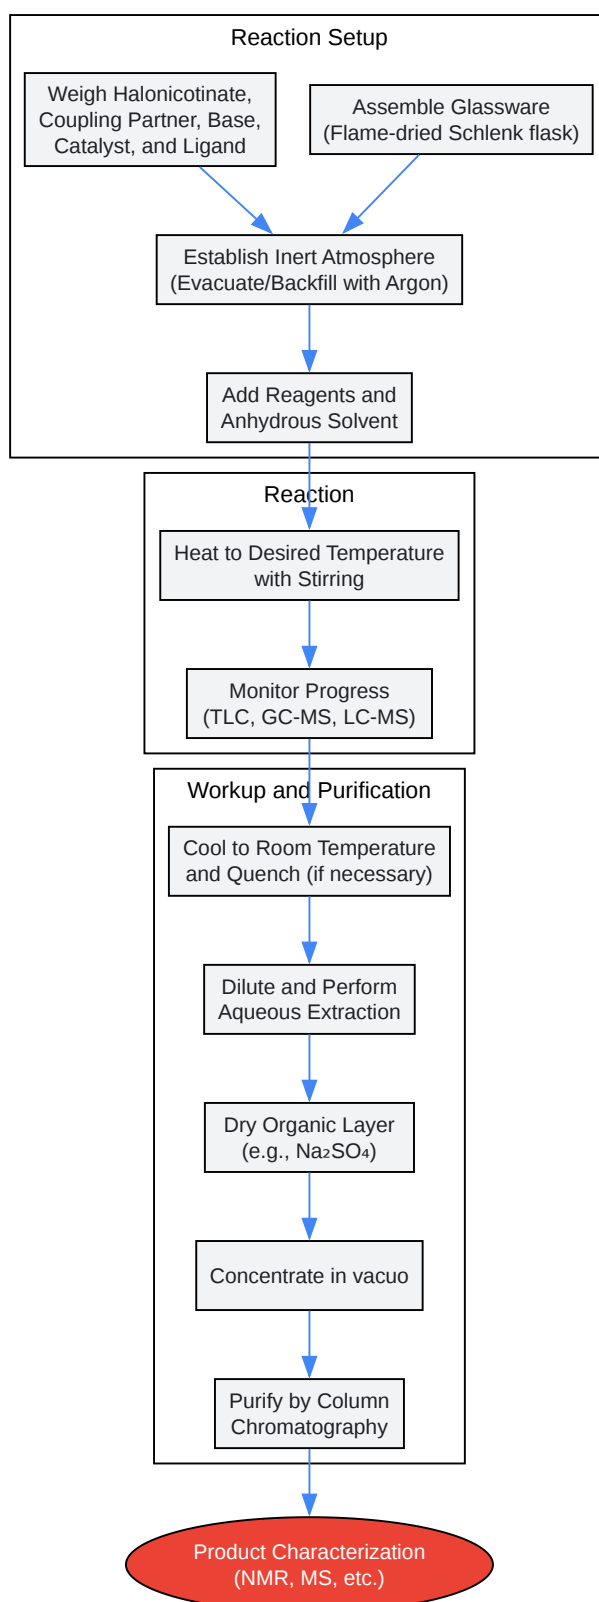 Reaction Setup
Weigh Halonicotinate,
Coupling Partner, Base,
Catalyst, and Ligand
Assemble Glassware
(Flame-dried Schlenk flask)
Establish Inert Atmosphere
(Evacuate/Backfill with Argon)
Add Reagents and
Anhydrous Solvent
Reaction
Heat to Desired Temperature
with Stirring
Monitor Progress
(TLC, GC-MS, LC-MS)
Workup and Purification
Cool to Room Temperature
and Quench (if necessary)
Dilute and Perform
Aqueous Extraction
Dry Organic Layer
(e.g., Na₂SO₄)
Concentrate in vacuo
Purify by Column
Chromatography
Product Characterization
(NMR, MS, etc.)